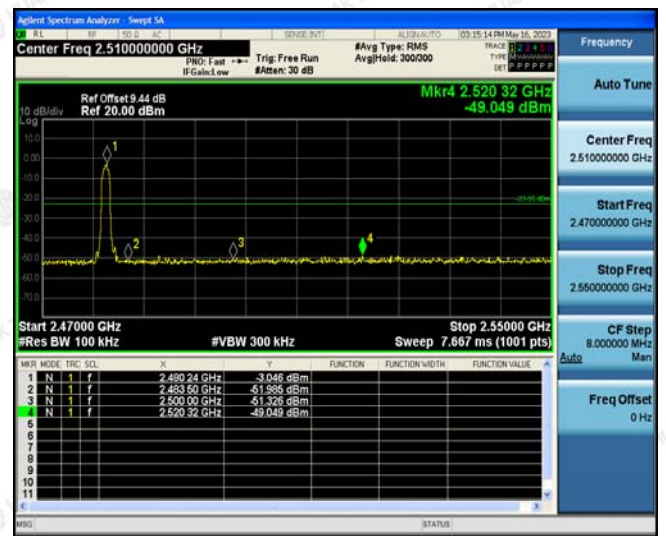 Agilent Spectrum Analyzer - Swept SA
RL RF 50 Ω AC SENSE:INT ALIGNAUTO 03:15:14 PM May 16, 2023
Center Freq 2.510000000 GHz #Avg Type: RMS TRACE 1 2 3 4 5 6
PNO: Fast Trig: Free Run Avg|Hold: 300/300 TYPE M
IFGain:Low #Atten: 30 dB DET P P P P P P
Frequency
Auto Tune
Center Freq
2.510000000 GHz
Start Freq
2.470000000 GHz
Stop Freq
2.550000000 GHz
CF Step
8.000000 MHz
Auto Man
Freq Offset
0 Hz
Mkr4 2.520 32 GHz
-49.049 dBm
Ref Offset 9.44 dB
10 dB/div Ref 20.00 dBm
Log
10.0
0.00
-10.0
-20.0
-30.0
-40.0
-50.0
-60.0
-70.0
1
2
3
4
Start 2.47000 GHz Stop 2.55000 GHz
#Res BW 100 kHz #VBW 300 kHz Sweep 7.667 ms (1001 pts)
MKR MODE TRC SCL X Y FUNCTION FUNCTION WIDTH FUNCTION VALUE
1 N 1 f 2.480 24 GHz -3.046 dBm
2 N 1 f 2.483 50 GHz -51.985 dBm
3 N 1 f 2.500 00 GHz -51.326 dBm
4 N 1 f 2.520 32 GHz -49.049 dBm
5
6
7
8
9
10
11
MSG STATUS